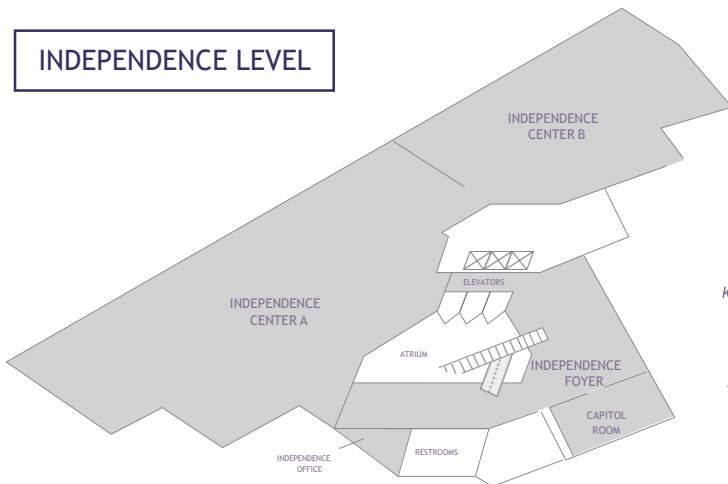 INDEPENDENCE LEVEL
INDEPENDENCE
CENTER B
ELEVATORS
INDEPENDENCE
CENTER A
ATRIUM
INDEPENDENCE
FOYER
CAPITOL
ROOM
RESTROOMS
INDEPENDENCE
OFFICE